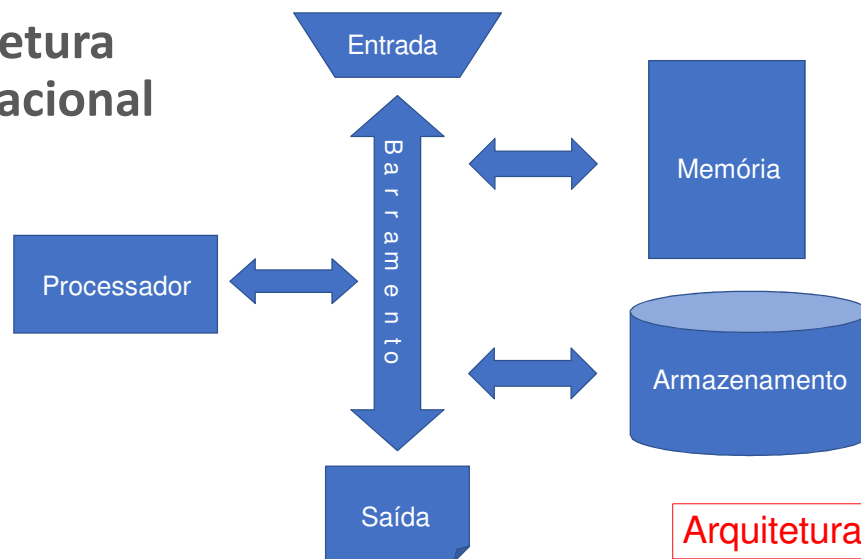 etura
acional
Entrada
Barramento
Memória
Processador
Armazenamento
Saída
Arquitetura